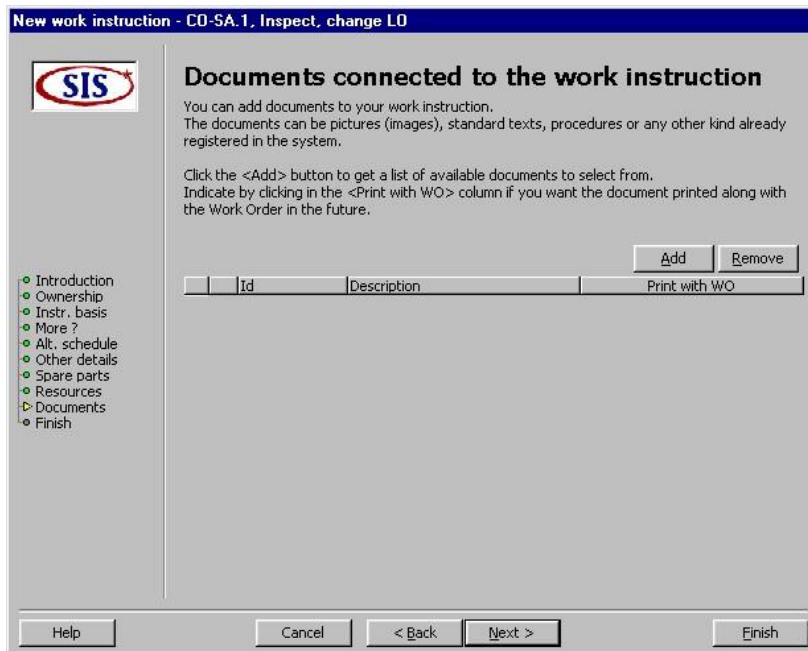 New work instruction - CO-SA.1, Inspect, change LO
SIS
Documents connected to the work instruction
You can add documents to your work instruction.
The documents can be pictures (images), standard texts, procedures or any other kind already
registered in the system.
Click the <Add> button to get a list of available documents to select from.
Indicate by clicking in the <Print with WO> column if you want the document printed along with
the Work Order in the future.
Add Remove
Id Description Print with WO
Introduction
Ownership
Instr. basis
More ?
Alt. schedule
Other details
Spare parts
Resources
Documents
Finish
Help Cancel < Back Next > Finish